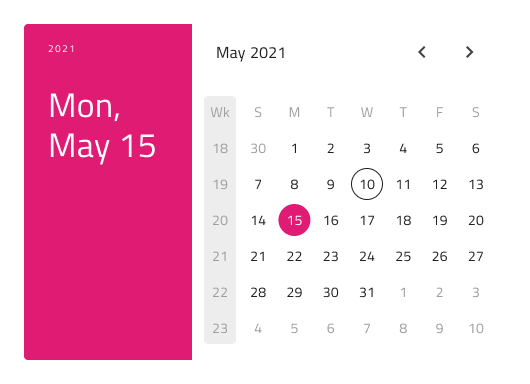 2021
Mon,
May 15
May 2021
Wk S M T W T F S
18 30 1 2 3 4 5 6
19 7 8 9 10 11 12 13
20 14 15 16 17 18 19 20
21 21 22 23 24 25 26 27
22 28 29 30 31 1 2 3
23 4 5 6 7 8 9 10